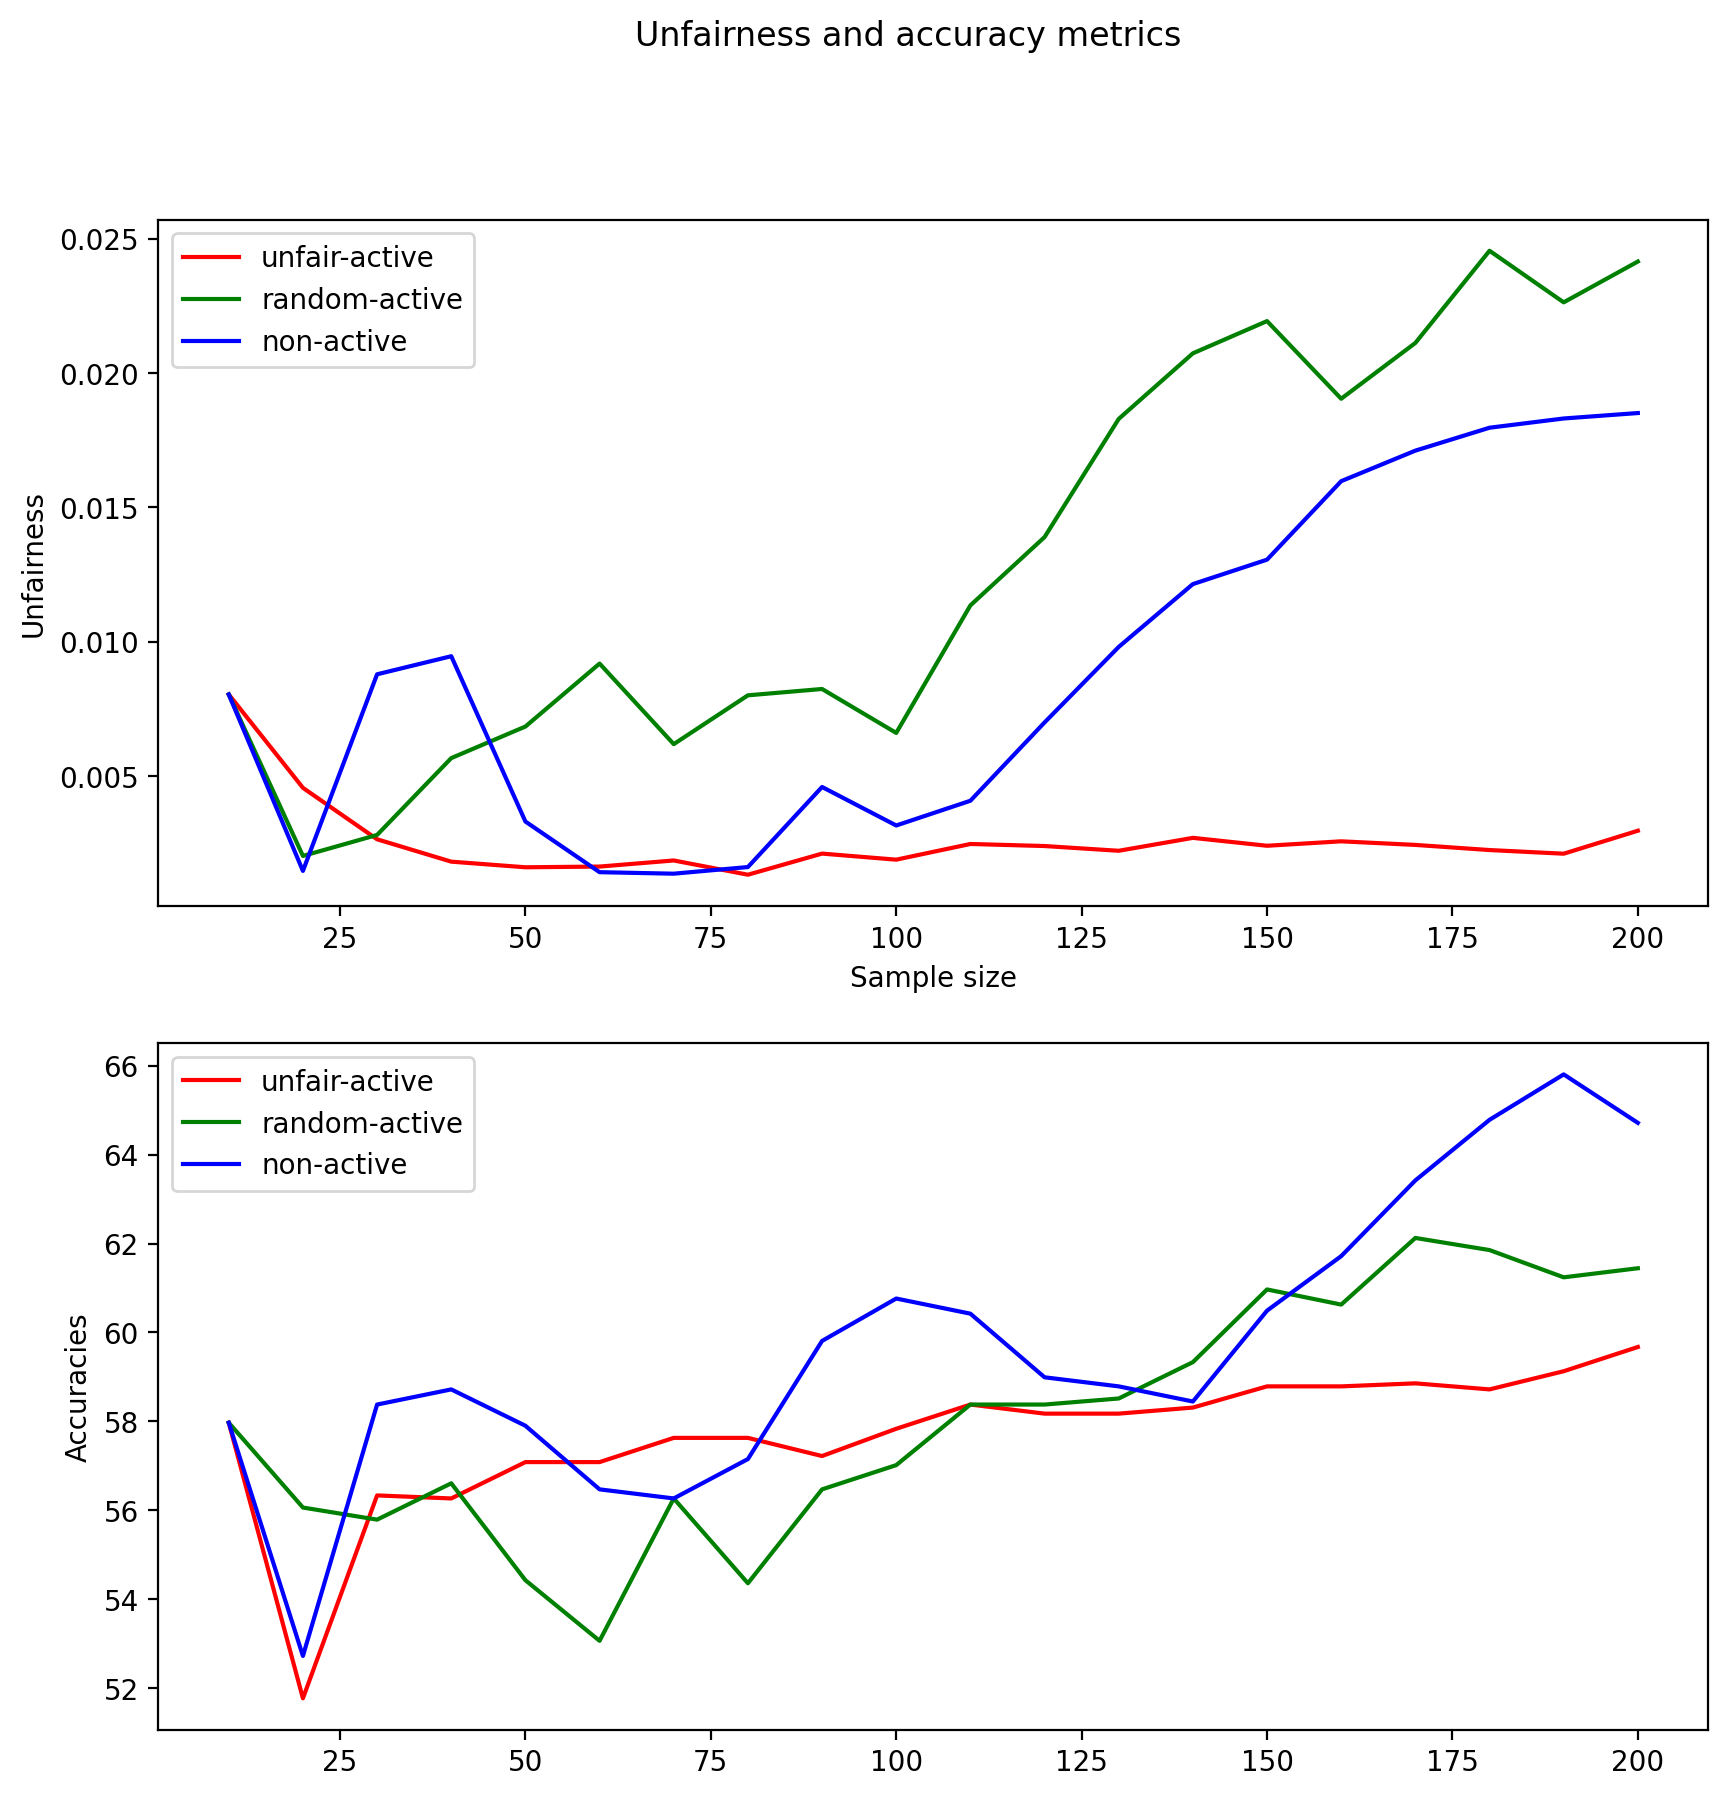 Unfairness and accuracy metrics
0.025
0.020
0.015
0.010
0.005
Unfairness
unfair-active
random-active
non-active
25 50 75 100 125 150 175 200
Sample size
66
64
62
60
58
56
54
52
Accuracies
unfair-active
random-active
non-active
25 50 75 100 125 150 175 200